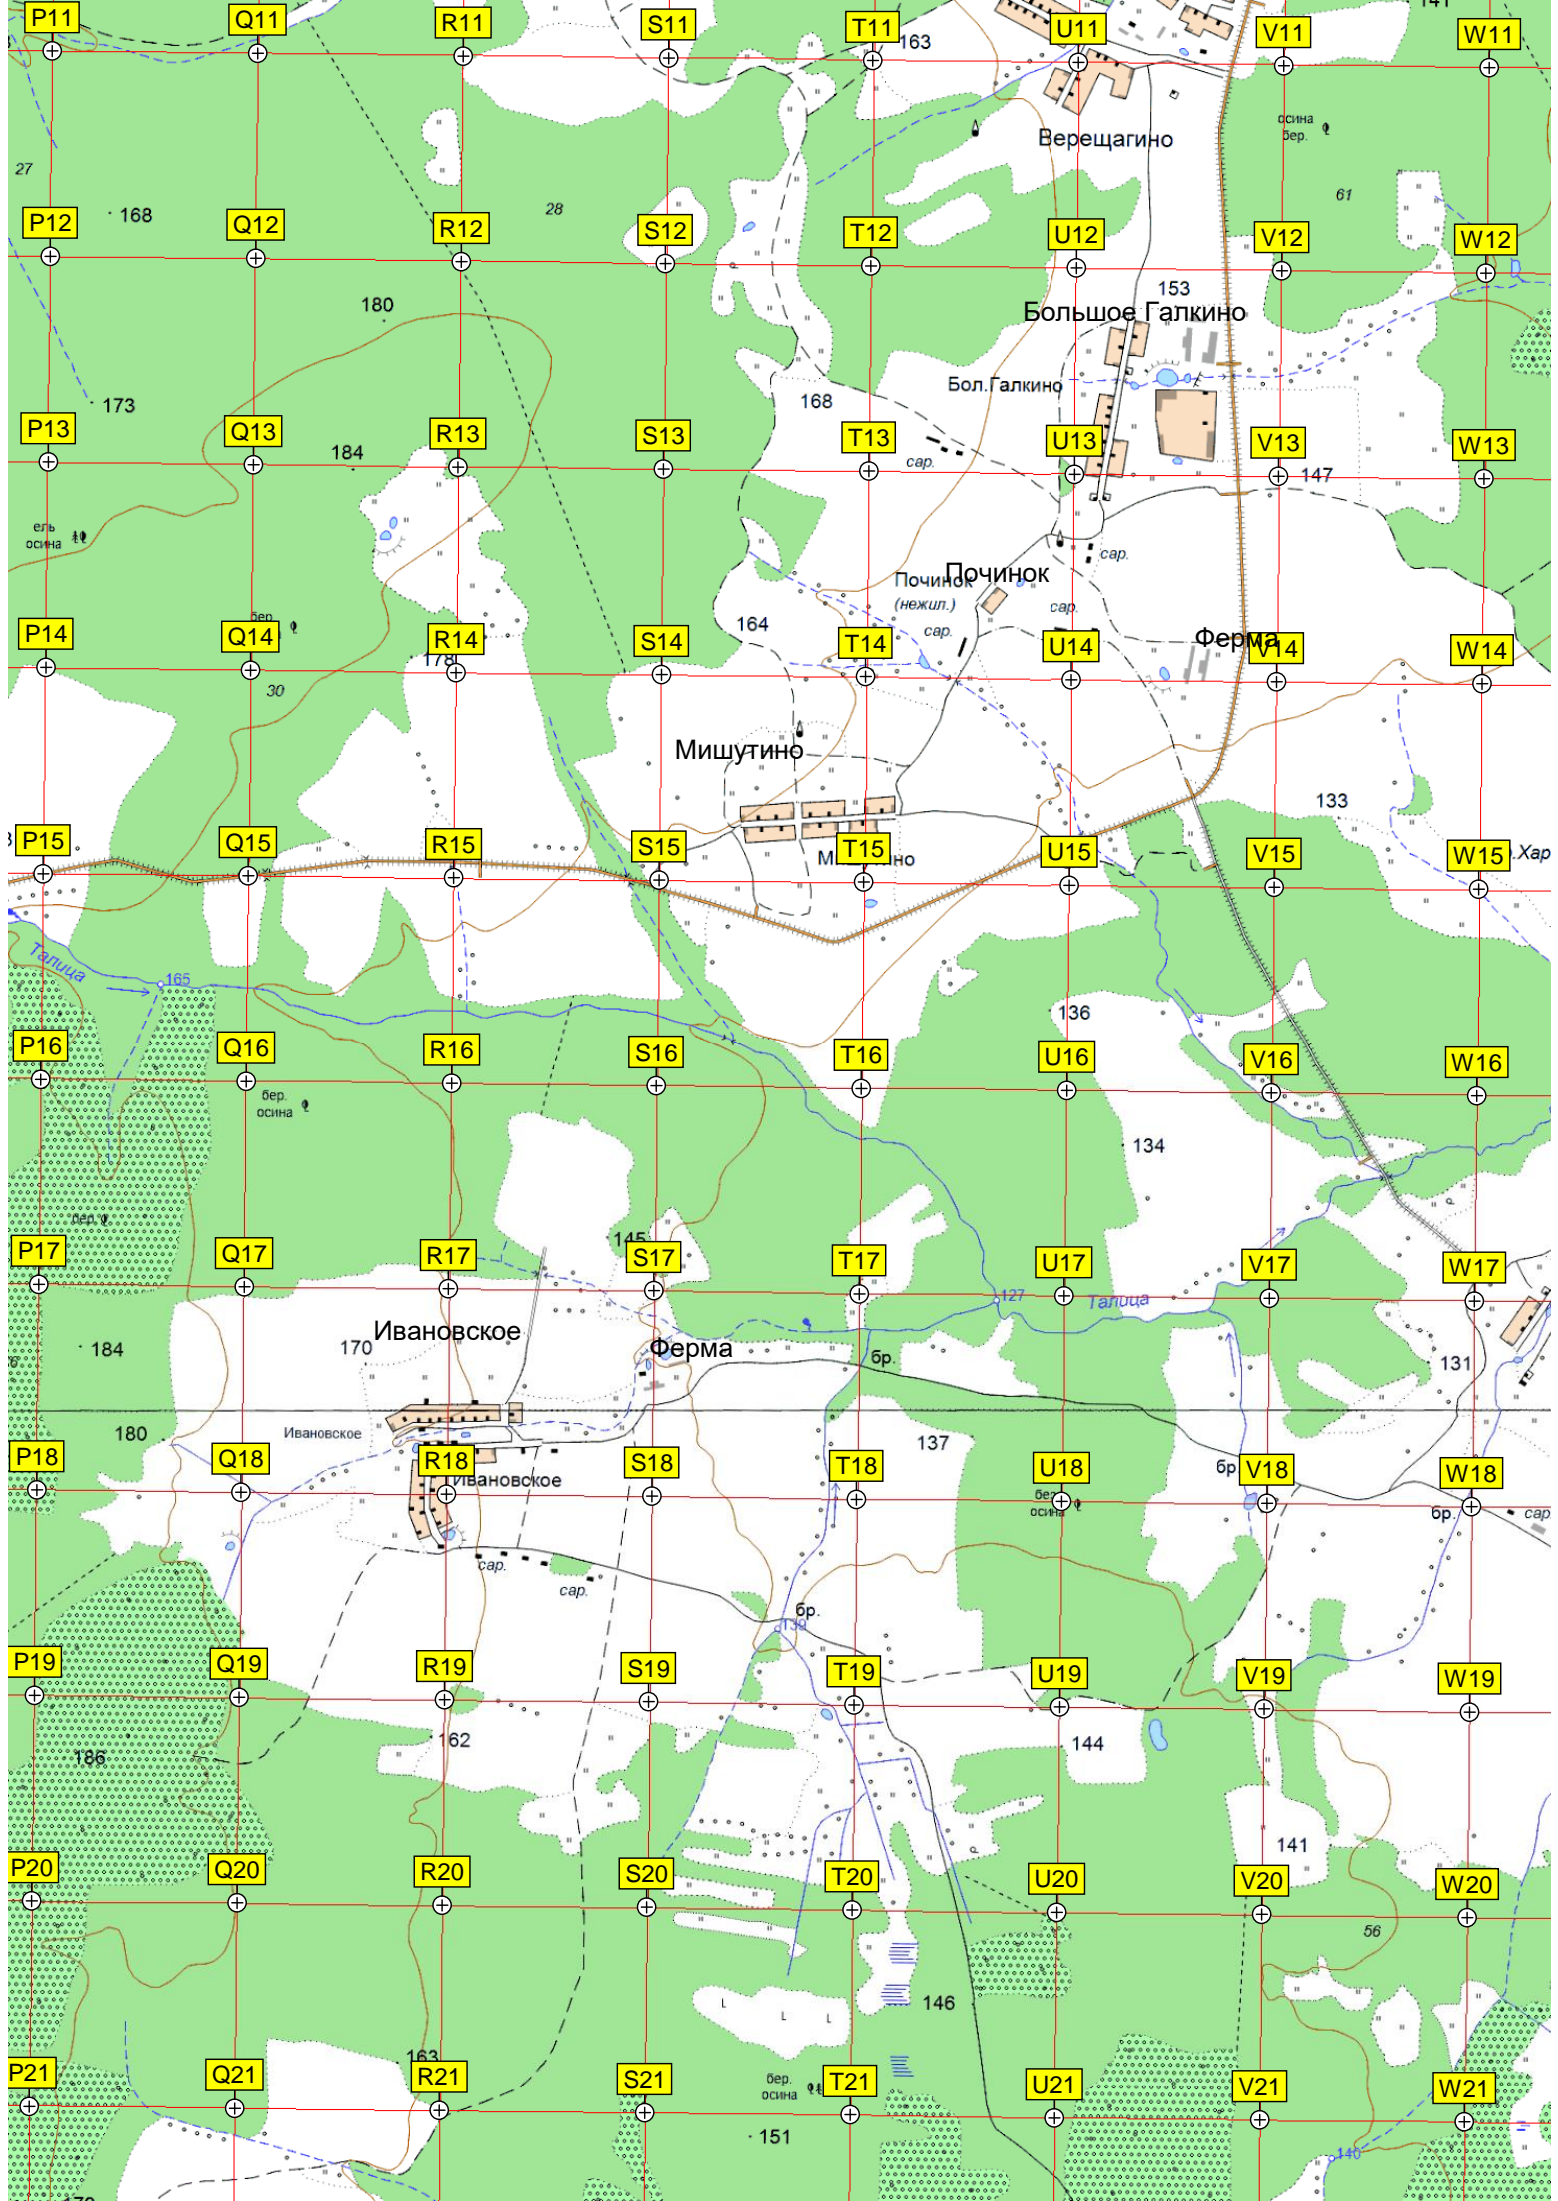 P11 Q11 R11 S11 T11 163 U11 V11 W11
Верещагино
осина
бер.
27
28
61
P12 168 Q12 R12 S12 T12 U12 V12 W12
180
153
Большое Галкино
Бол.Галкино
173
168
P13 Q13 R13 S13 T13 U13 V13 W13
184
сар.
147
ель
осина
сар.
Починок
Починок
(нежил.)
бер.
сар.
164
сар.
Ферма
P14 Q14 R14 S14 T14 U14 V14 W14
178
30
Мишутино
133
P15 Q15 R15 S15 T15 U15 V15 W15
.Хар
Талица
165
136
P16 Q16 R16 S16 T16 U16 V16 W16
бер.
осина
134
бер.
145
P17 Q17 R17 S17 T17 U17 V17 W17
127
Талица
Ивановское
Ферма
184
170
бр.
131
180
Ивановское
137
P18 Q18 R18 S18 T18 U18 V18 W18
Ивановское
бр.
осина
бр.
сар.
сар.
сар.
бр.
139
P19 Q19 R19 S19 T19 U19 V19 W19
162
144
186
141
P20 Q20 R20 S20 T20 U20 V20 W20
56
146
163
P21 Q21 R21 S21 T21 U21 V21 W21
бер.
осина
151
140